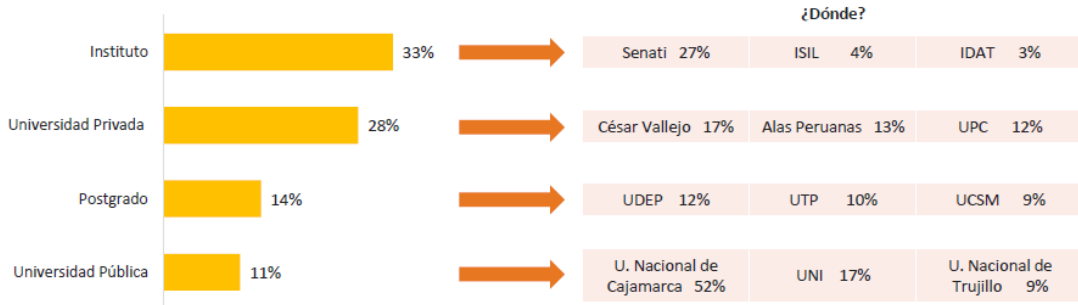 ¿Dónde?
Instituto 33% Senati 27% ISIL 4% IDAT 3%
Universidad Privada 28% César Vallejo 17% Alas Peruanas 13% UPC 12%
Postgrado 14% UDEP 12% UTP 10% UCSM 9%
Universidad Pública 11% U. Nacional de Cajamarca 52% UNI 17% U. Nacional de Trujillo 9%